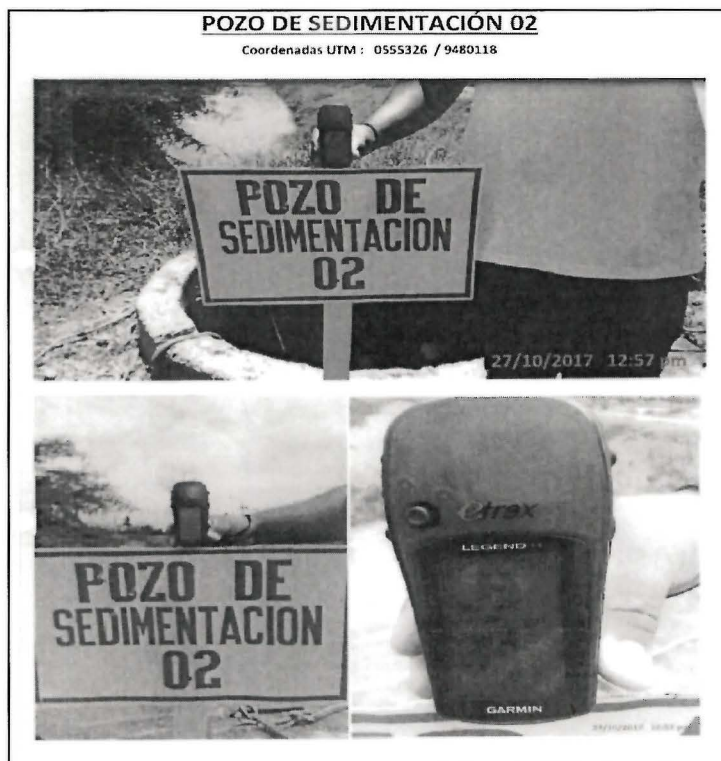 POZO DE SEDIMENTACIÓN 02
Coordenadas UTM : 0555326 / 9480118
POZO DE
SEDIMENTACION
02
27/10/2017 12:57 pm
POZO DE
SEDIMENTACION
02
etrex
LEGEND
GARMIN